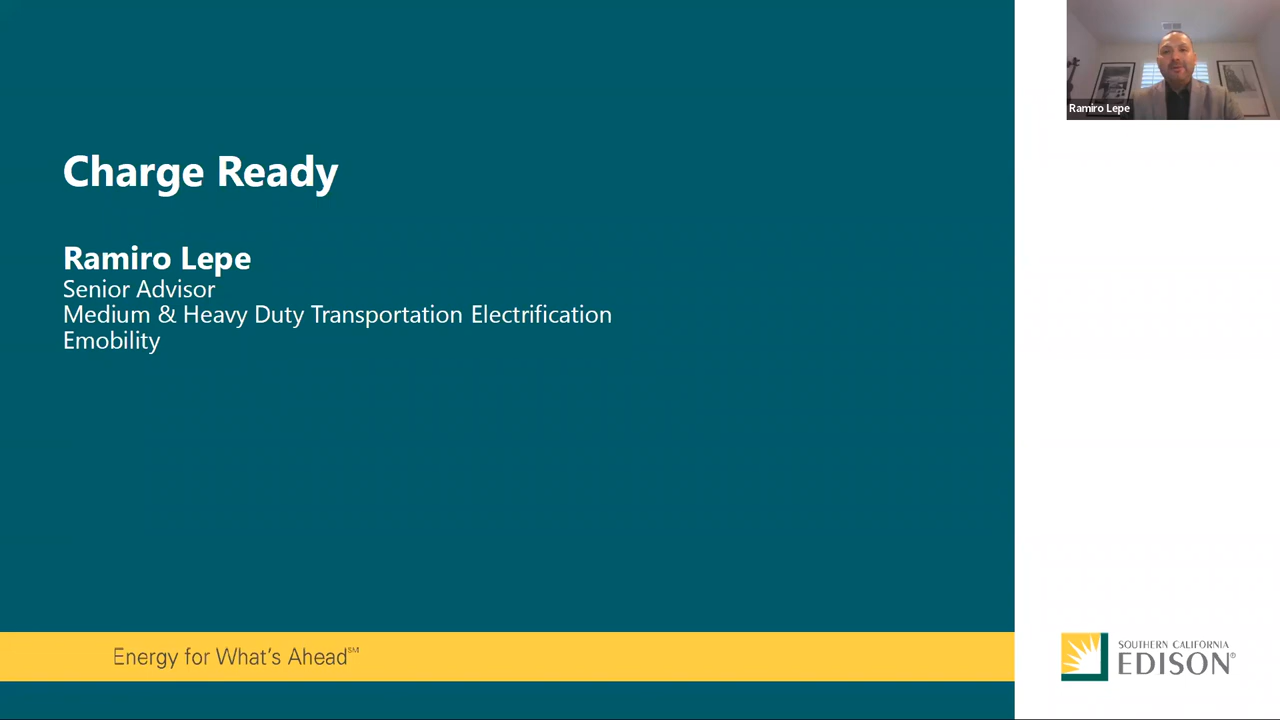 Charge Ready
Ramiro Lepe
Senior Advisor
Medium & Heavy Duty Transportation Electrification
Emobility
Energy for What's Ahead℠
Ramiro Lepe
SOUTHERN CALIFORNIA
EDISON®